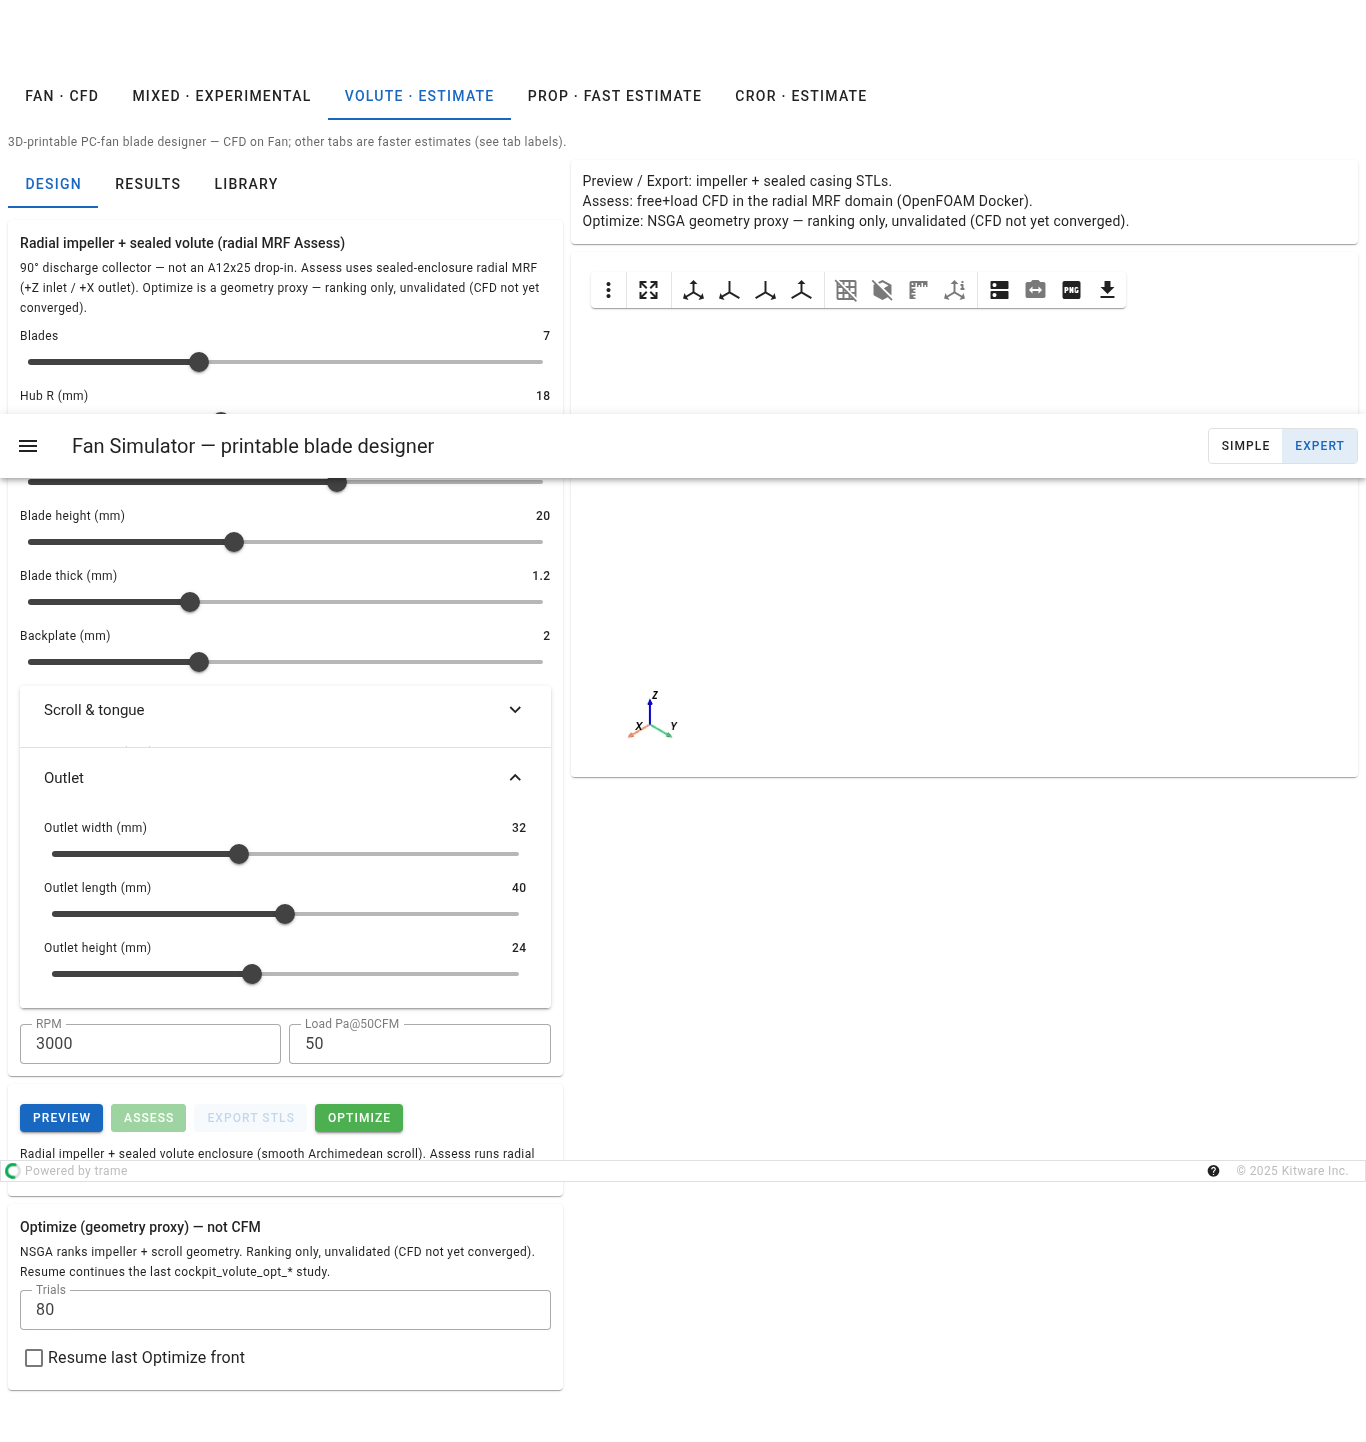 FAN · CFD
MIXED · EXPERIMENTAL
VOLUTE · ESTIMATE
PROP · FAST ESTIMATE
CROR · ESTIMATE
3D-printable PC-fan blade designer — CFD on Fan; other tabs are faster estimates (see tab labels).
DESIGN
RESULTS
LIBRARY
Radial impeller + sealed volute (radial MRF Assess)
90° discharge collector — not an A12x25 drop-in. Assess uses sealed-enclosure radial MRF
(+Z inlet / +X outlet). Optimize is a geometry proxy — ranking only, unvalidated (CFD not yet
converged).
Blades 7
Hub R (mm) 18
Preview / Export: impeller + sealed casing STLs.
Assess: free+load CFD in the radial MRF domain (OpenFOAM Docker).
Optimize: NSGA geometry proxy — ranking only, unvalidated (CFD not yet converged).
PNG
Fan Simulator — printable blade designer
SIMPLE
EXPERT
Blade height (mm) 20
Blade thick (mm) 1.2
Backplate (mm) 2
Z
X
Y
Scroll & tongue
Outlet
Outlet width (mm) 32
Outlet length (mm) 40
Outlet height (mm) 24
RPM
3000
Load Pa@50CFM
50
PREVIEW
ASSESS
EXPORT STLS
OPTIMIZE
Radial impeller + sealed volute enclosure (smooth Archimedean scroll). Assess runs radial
Powered by trame
© 2025 Kitware Inc.
Optimize (geometry proxy) — not CFM
NSGA ranks impeller + scroll geometry. Ranking only, unvalidated (CFD not yet converged).
Resume continues the last cockpit_volute_opt_* study.
Trials
80
Resume last Optimize front